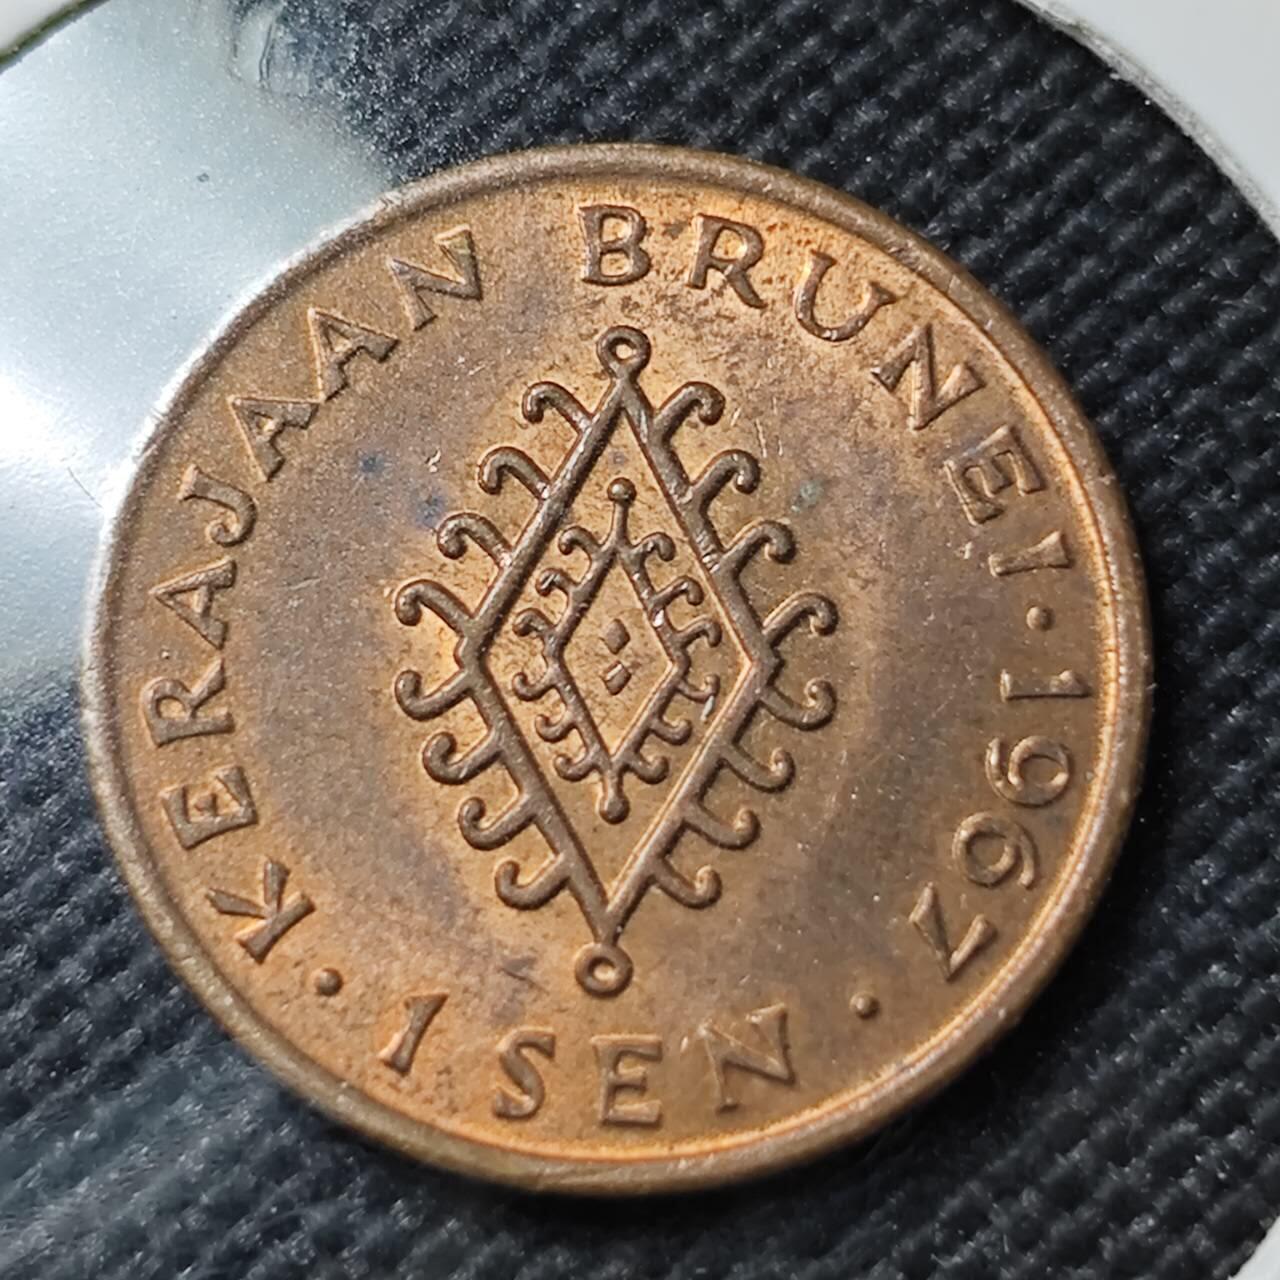 KERAJAAN BRUNEI · 1967 ·
1 SEN ·